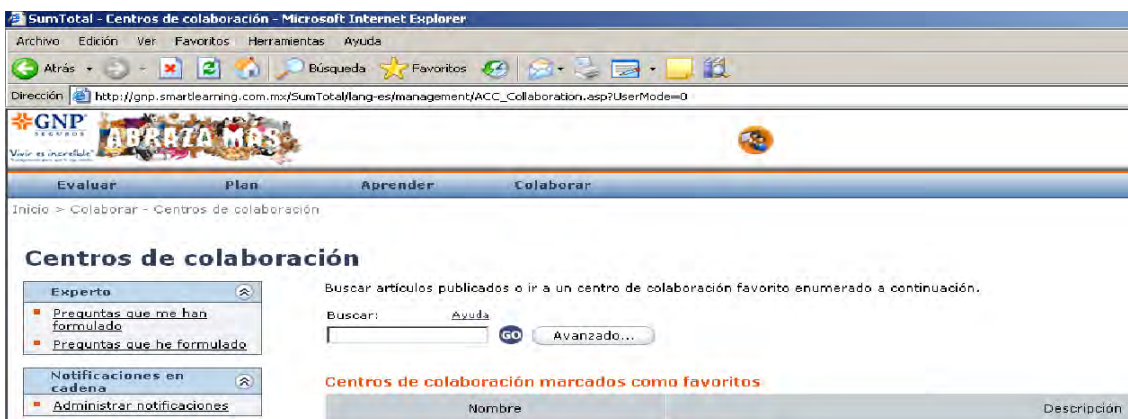 SumTotal - Centros de colaboración - Microsoft Internet Explorer
Archivo Edición Ver Favoritos Herramientas Ayuda
Atrás Búsqueda Favoritos
Dirección http://gnp.smartlearning.com.mx/SumTotal/lang-es/management/ACC_Collaboration.asp?UserMode=0
GNP
SEGUROS
ABRAZA MAS
Vivir es increíble
Evaluar Plan Aprender Colaborar
Inicio > Colaborar - Centros de colaboración
Centros de colaboración
Experto
Preguntas que me han
formulado
Preguntas que he formulado
Notificaciones en
cadena
Administrar notificaciones
Buscar artículos publicados o ir a un centro de colaboración favorito enumerado a continuación.
Buscar: Ayuda
GO Avanzado...
Centros de colaboración marcados como favoritos
Nombre Descripción